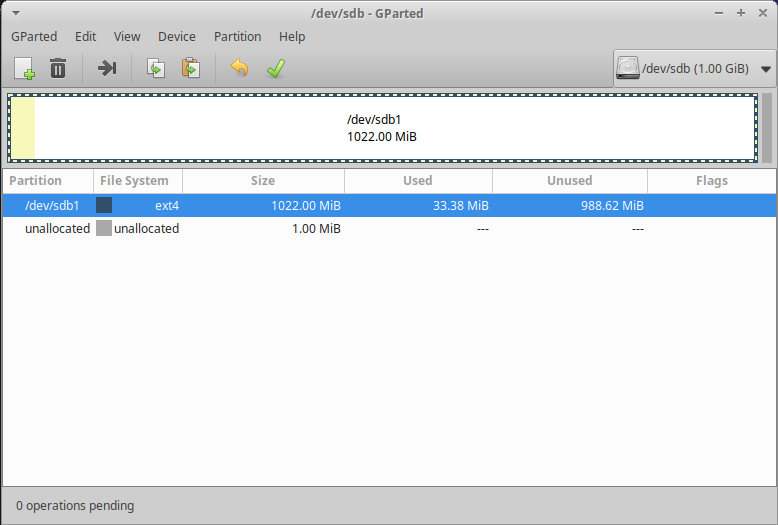 /dev/sdb - GParted
GParted Edit View Device Partition Help
/dev/sdb (1.00 GiB)
/dev/sdb1
1022.00 MiB
Partition File System Size Used Unused Flags
/dev/sdb1 ext4 1022.00 MiB 33.38 MiB 988.62 MiB
unallocated unallocated 1.00 MiB --- ---
0 operations pending